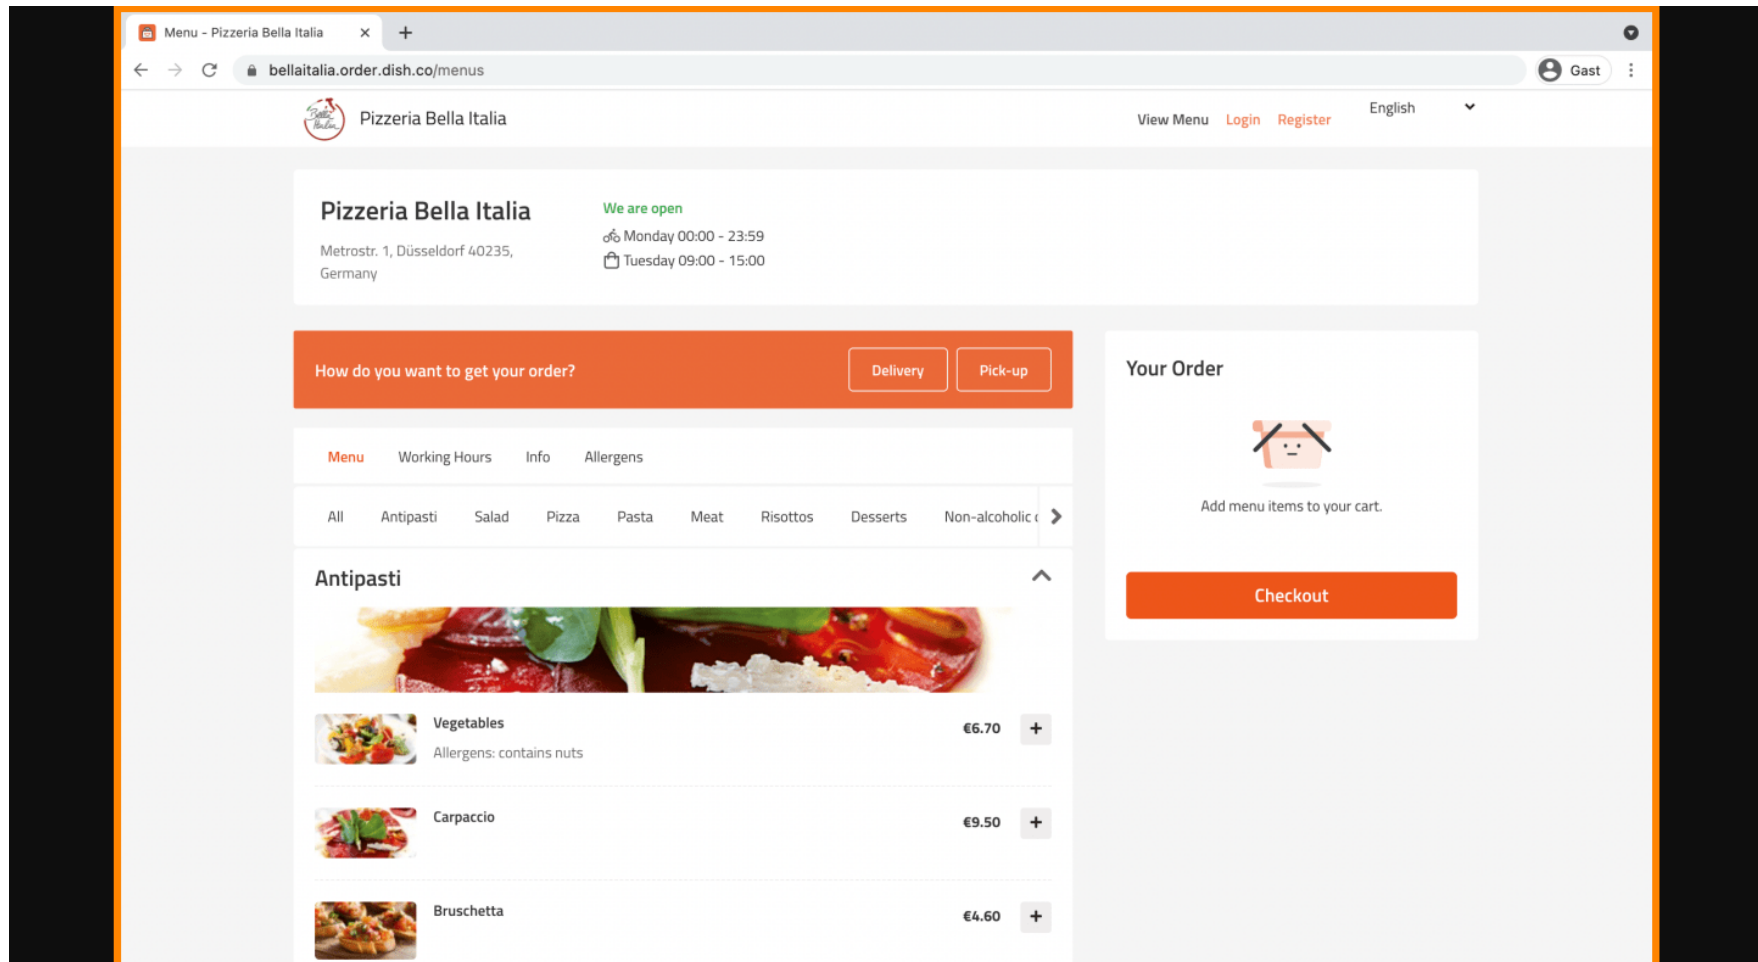 Menu - Pizzeria Bella Italia
bellaitalia.order.dish.co/menus
Gast
Bella Italia
Pizzeria Bella Italia
View Menu Login Register English
Pizzeria Bella Italia
Metrostr. 1, Düsseldorf 40235,
Germany
We are open
Monday 00:00 - 23:59
Tuesday 09:00 - 15:00
How do you want to get your order?
Delivery Pick-up
Your Order
Add menu items to your cart.
Checkout
Menu Working Hours Info Allergens
All Antipasti Salad Pizza Pasta Meat Risottos Desserts Non-alcoholic
Antipasti
Vegetables €6.70 +
Allergens: contains nuts
Carpaccio €9.50 +
Bruschetta €4.60 +